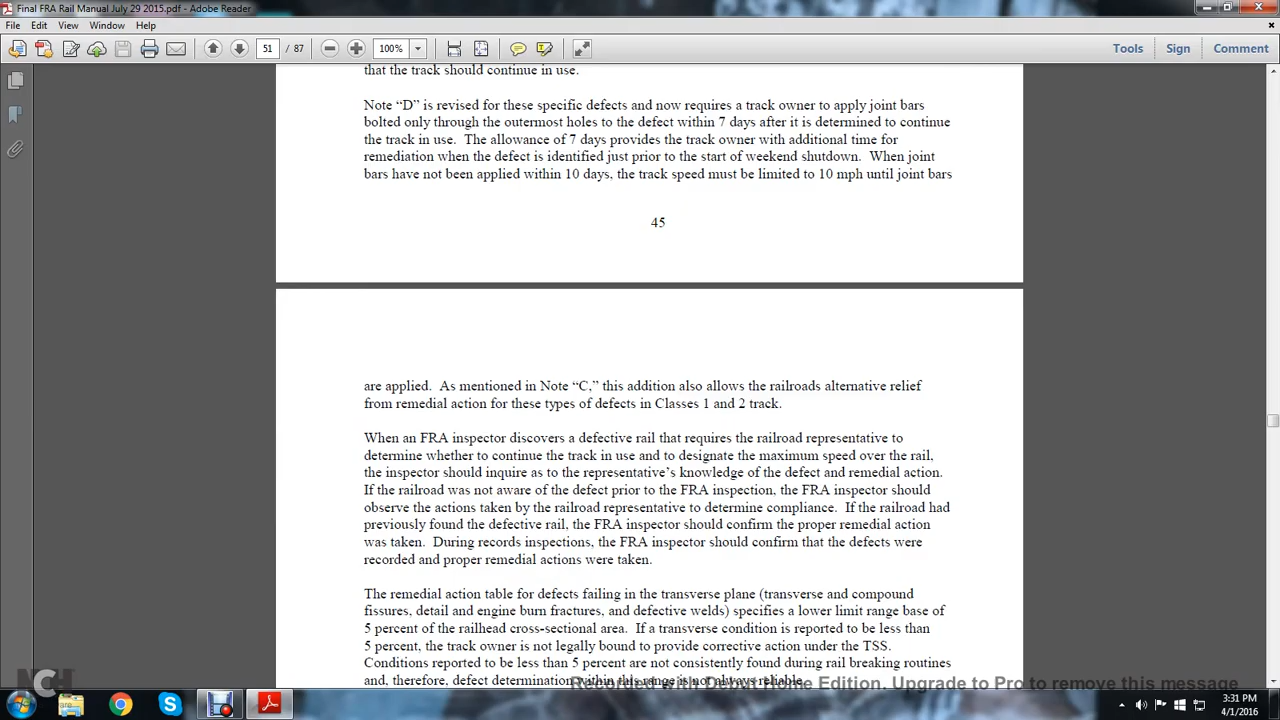 Final FRA Rail Manual July 29 2015.pdf - Adobe Reader
File Edit View Window Help
51 / 87 100% Tools Sign Comment
that the track should continue in use.
Note “D” is revised for these specific defects and now requires a track owner to apply joint bars
bolted only through the outermost holes to the defect within 7 days after it is determined to continue
the track in use. The allowance of 7 days provides the track owner with additional time for
remediation when the defect is identified just prior to the start of weekend shutdown. When joint
bars have not been applied within 10 days, the track speed must be limited to 10 mph until joint bars
45
are applied. As mentioned in Note “C,” this addition also allows the railroads alternative relief
from remedial action for these types of defects in Classes 1 and 2 track.
When an FRA inspector discovers a defective rail that requires the railroad representative to
determine whether to continue the track in use and to designate the maximum speed over the rail,
the inspector should inquire as to the representative’s knowledge of the defect and remedial action.
If the railroad was not aware of the defect prior to the FRA inspection, the FRA inspector should
observe the actions taken by the railroad representative to determine compliance. If the railroad had
previously found the defective rail, the FRA inspector should confirm the proper remedial action
was taken. During records inspections, the FRA inspector should confirm that the defects were
recorded and proper remedial actions were taken.
The remedial action table for defects failing in the transverse plane (transverse and compound
fissures, detail and engine burn fractures, and defective welds) specifies a lower limit range base of
5 percent of the railhead cross-sectional area. If a transverse condition is reported to be less than
5 percent, the track owner is not legally bound to provide corrective action under the TSS.
Conditions reported to be less than 5 percent are not consistently found during rail breaking routines
and, therefore, defect determination within this range is not always reliable.
Recorded with Debut Home Edition. Upgrade to Pro to remove this message
NCH
3:31 PM
4/1/2016